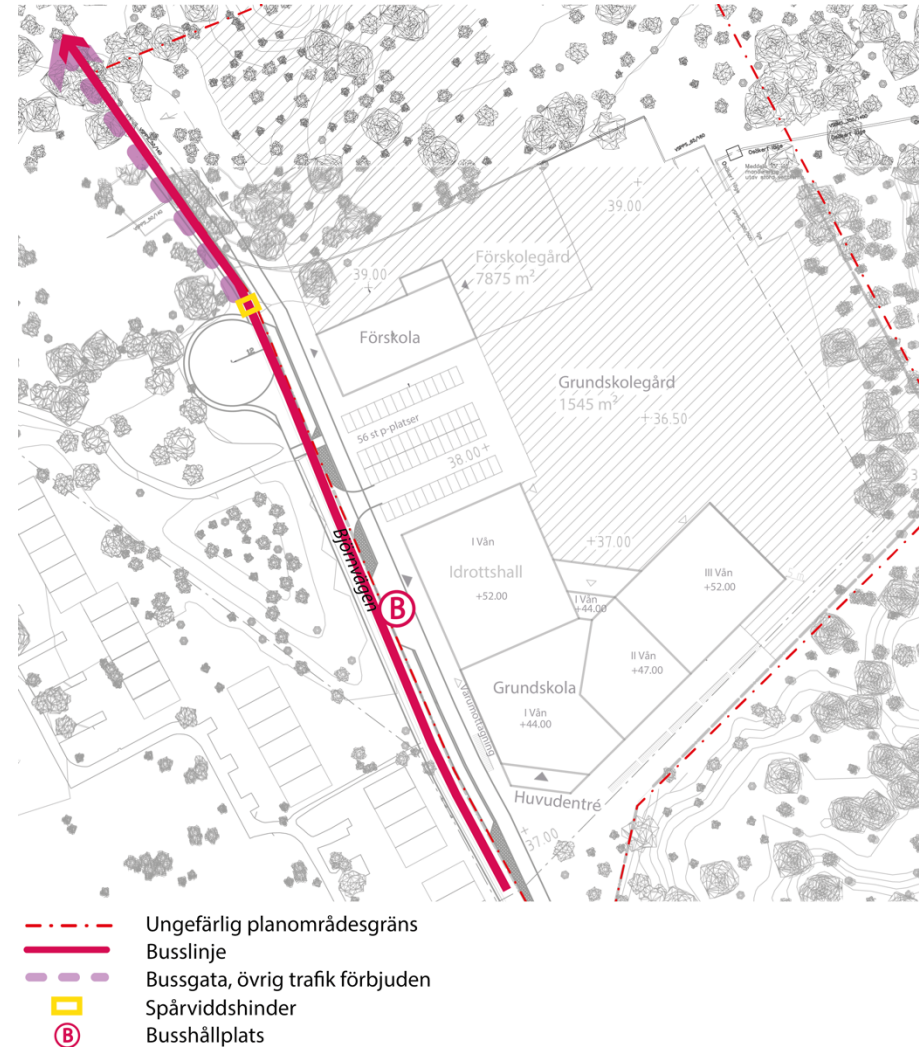 39.00
Förskolegård
7875 m²
39.00
Förskola
Grundskolegård
1545 m²
+36.50
56 st p-platser
38.00+
Björnvägen
I Vån
Idrottshall
+52.00
+37.00
III Vån
+52.00
I Vån
+44.00
B
II Vån
+47.00
Grundskola
I Vån
+44.00
Varumottagning
Huvudentré
37.00
Ungefärlig planområdesgräns
Busslinje
Bussgata, övrig trafik förbjuden
Spårviddshinder
B Busshållplats